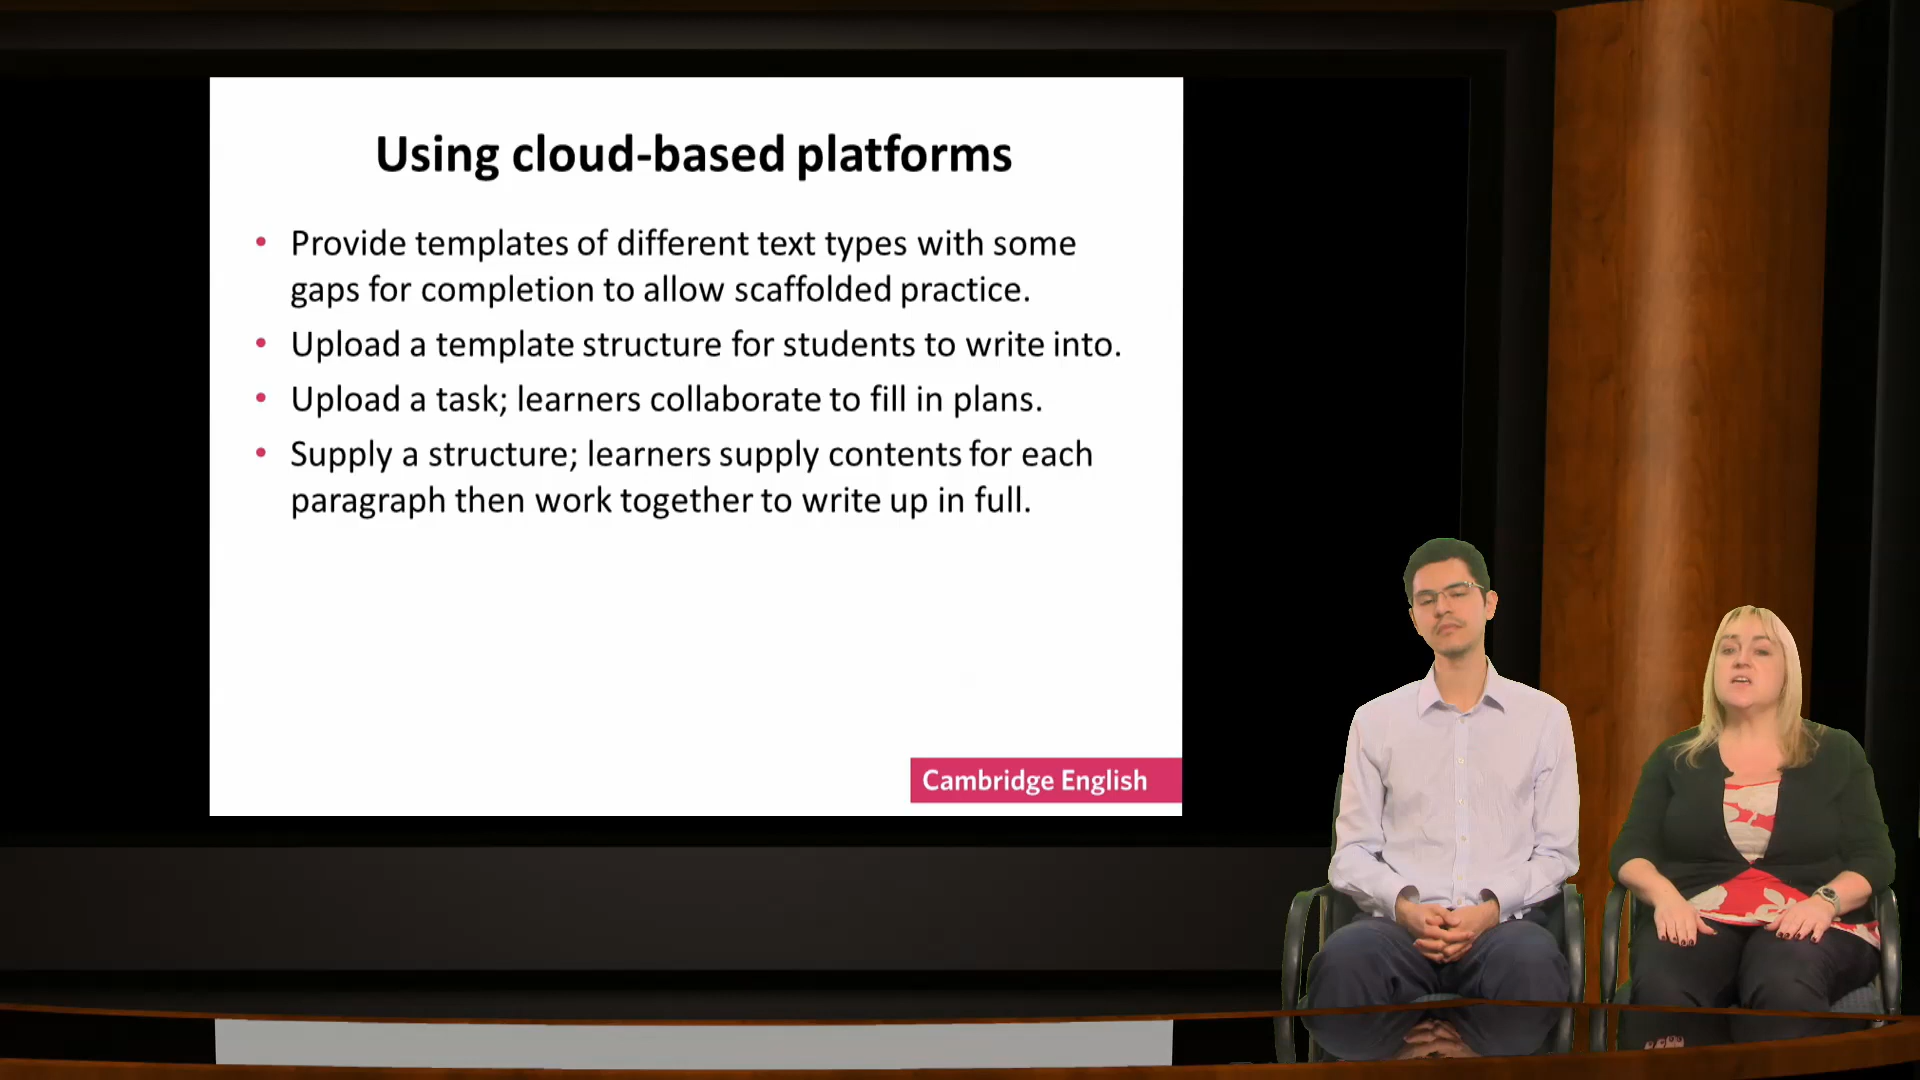 Using cloud-based platforms
• Provide templates of different text types with some
gaps for completion to allow scaffolded practice.
• Upload a template structure for students to write into.
• Upload a task; learners collaborate to fill in plans.
• Supply a structure; learners supply contents for each
paragraph then work together to write up in full.
Cambridge English